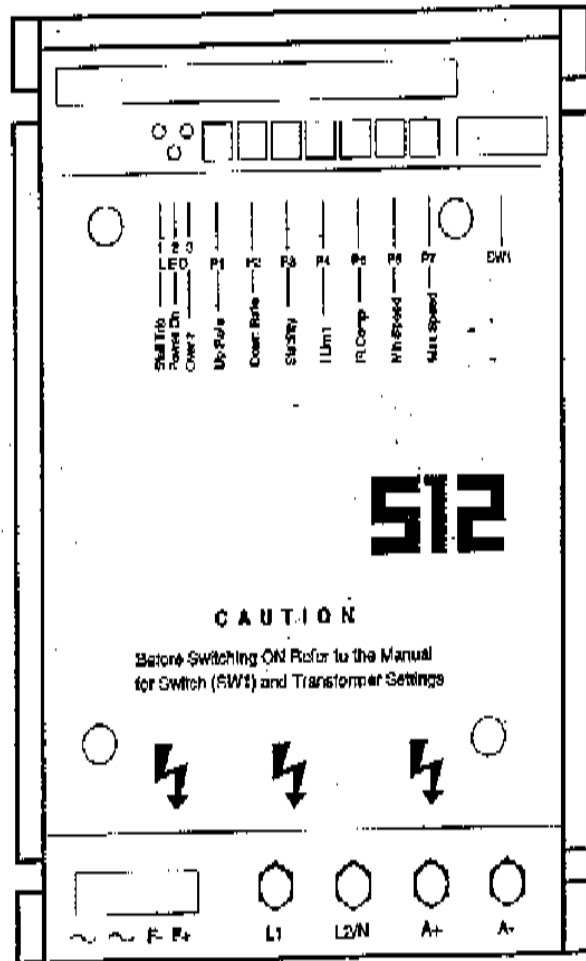 1 2 3
LED P1 P2 P3 P4 P5 P6 P7 SW1
Stall Trip
Power On
Over I
Up Rate
Down Rate
Stability
I Limit
IR Comp
Min Speed
Max Speed
512
CAUTION
Before Switching ON Refer to the Manual
for Switch (SW1) and Transformer Settings
~ ~ F- F+ L1 L2/N A+ A-